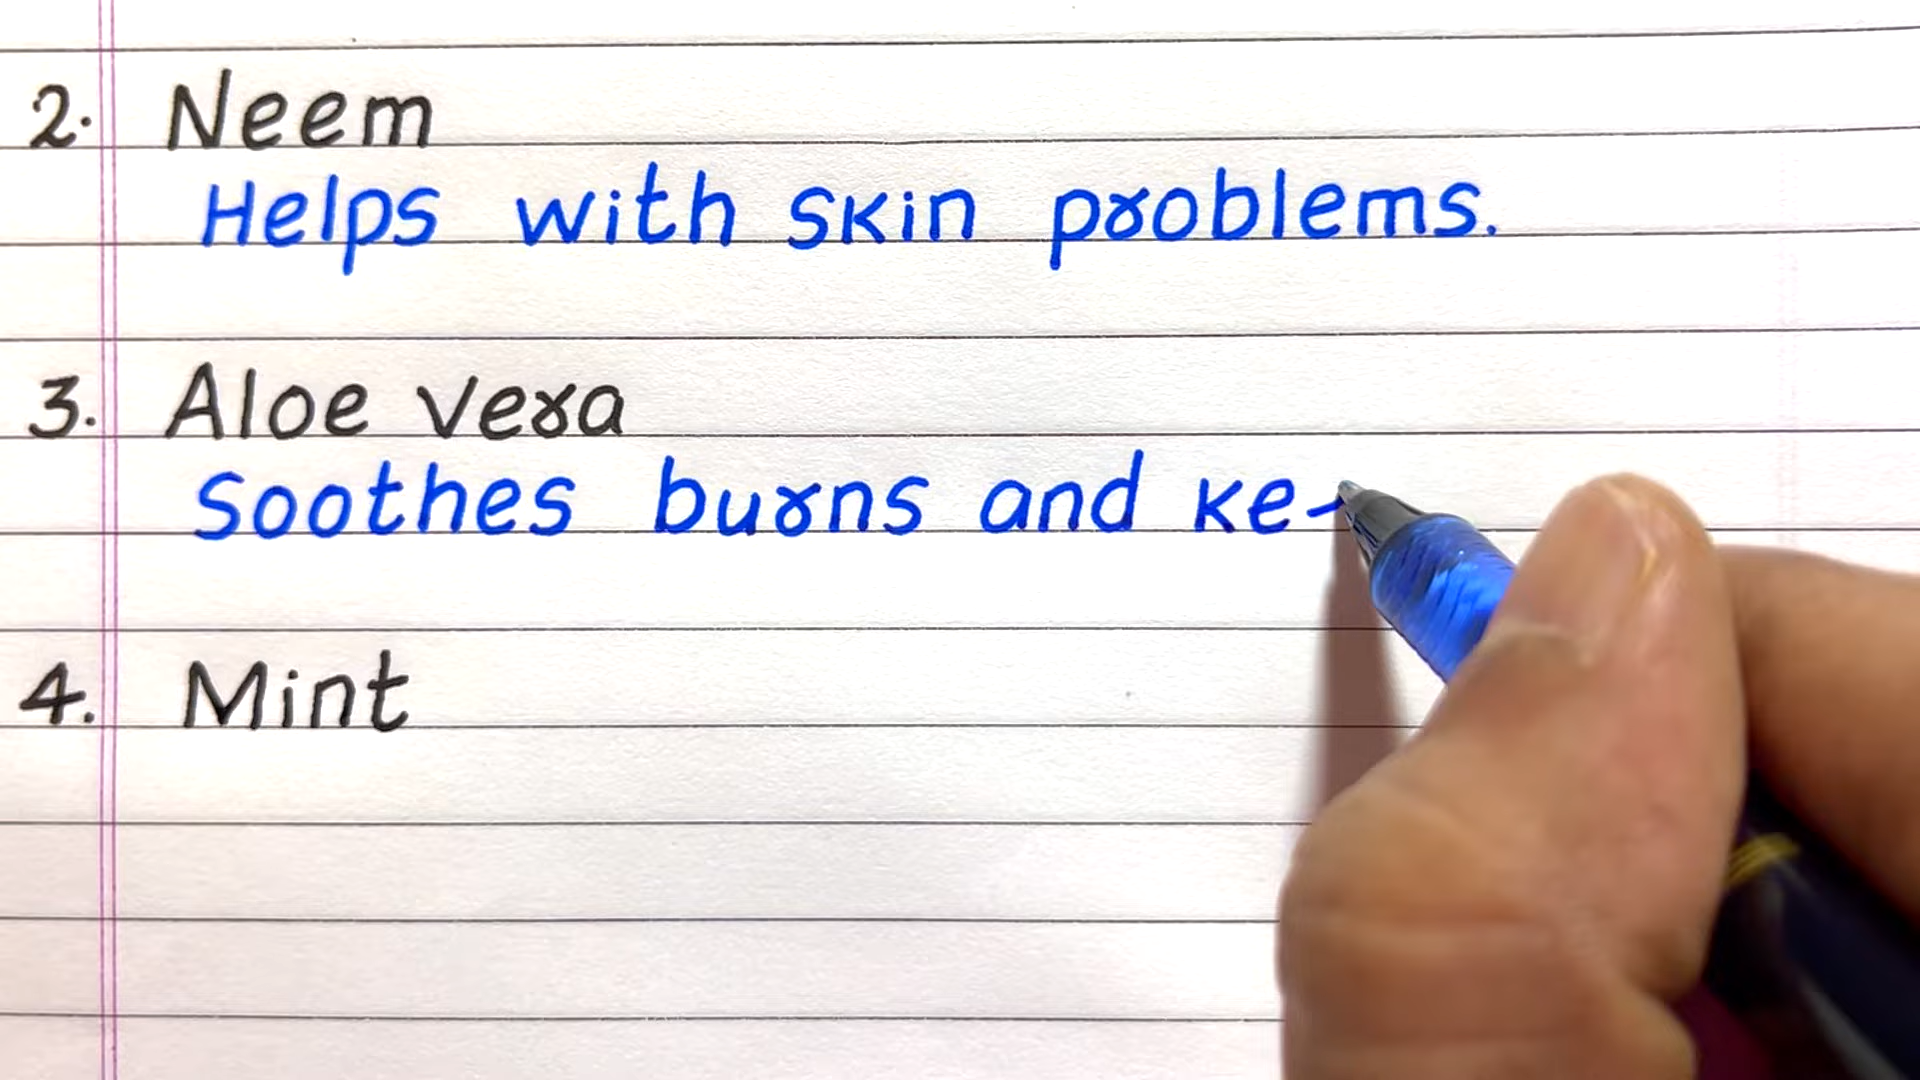 2. Neem
Helps with skin problems.
3. Aloe vera
Soothes burns and ke
4. Mint